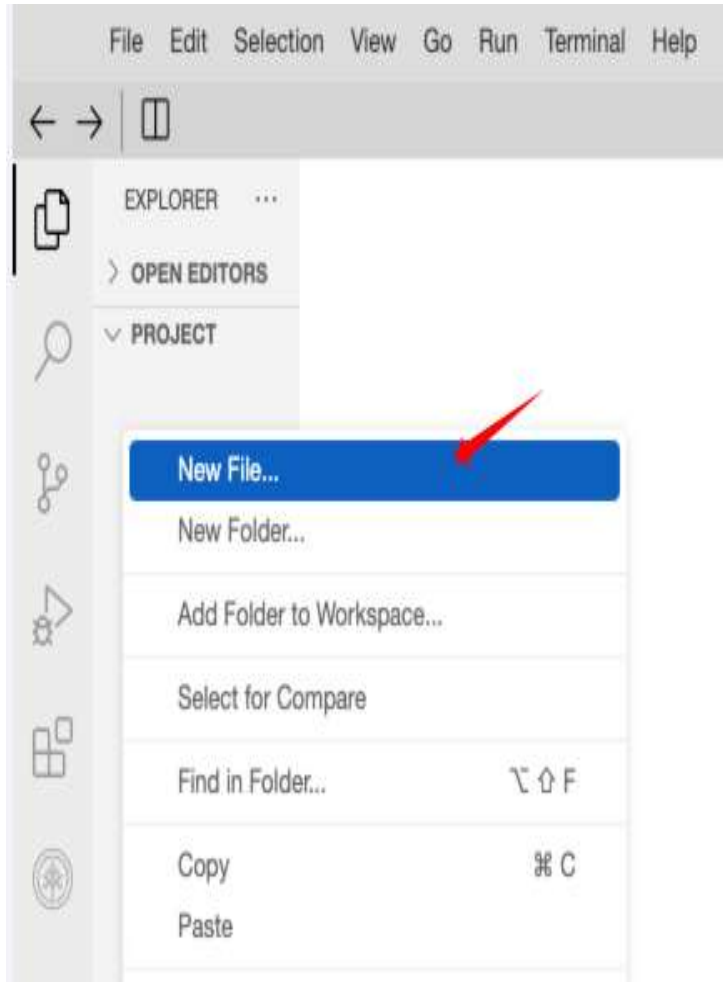 File Edit Selection View Go Run Terminal Help
EXPLORER ...
OPEN EDITORS
PROJECT
New File...
New Folder...
Add Folder to Workspace...
Select for Compare
Find in Folder... ⌥⇧F
Copy ⌘ C
Paste